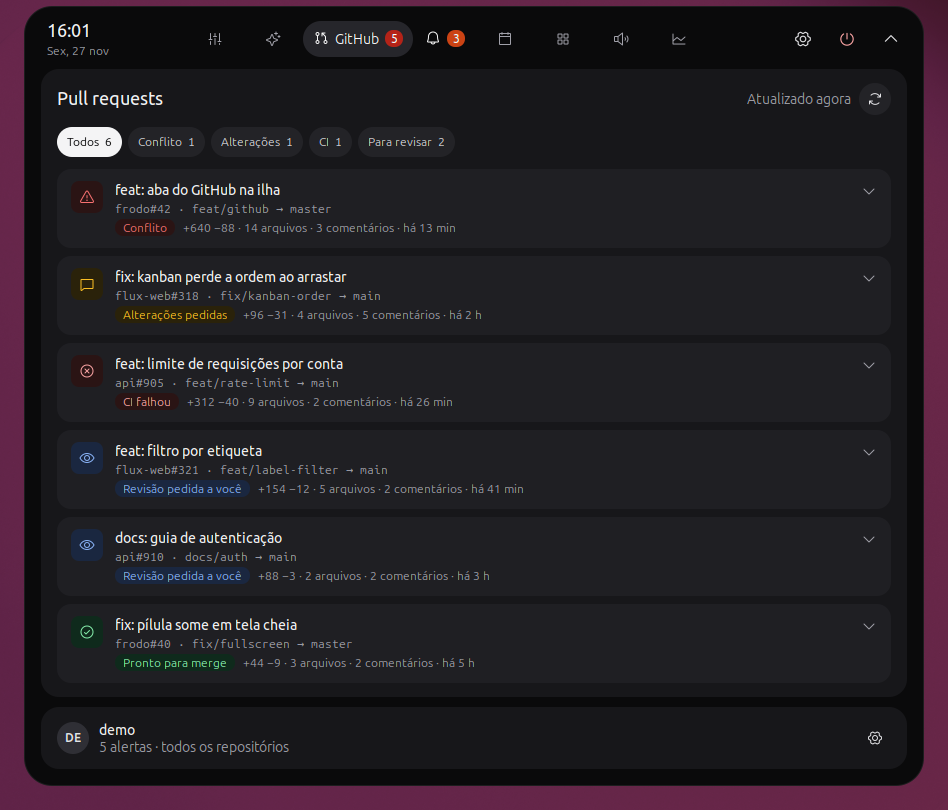 16:01
Sex, 27 nov
GitHub 5
3
Pull requests
Atualizado agora
Todos 6
Conflito 1
Alterações 1
CI 1
Para revisar 2
feat: aba do GitHub na ilha
frodo#42 · feat/github → master
Conflito +640 −88 · 14 arquivos · 3 comentários · há 13 min
fix: kanban perde a ordem ao arrastar
flux-web#318 · fix/kanban-order → main
Alterações pedidas +96 −31 · 4 arquivos · 5 comentários · há 2 h
feat: limite de requisições por conta
api#905 · feat/rate-limit → main
CI falhou +312 −40 · 9 arquivos · 2 comentários · há 26 min
feat: filtro por etiqueta
flux-web#321 · feat/label-filter → main
Revisão pedida a você +154 −12 · 5 arquivos · 2 comentários · há 41 min
docs: guia de autenticação
api#910 · docs/auth → main
Revisão pedida a você +88 −3 · 2 arquivos · 2 comentários · há 3 h
fix: pílula some em tela cheia
frodo#40 · fix/fullscreen → master
Pronto para merge +44 −9 · 3 arquivos · 2 comentários · há 5 h
DE
demo
5 alertas · todos os repositórios